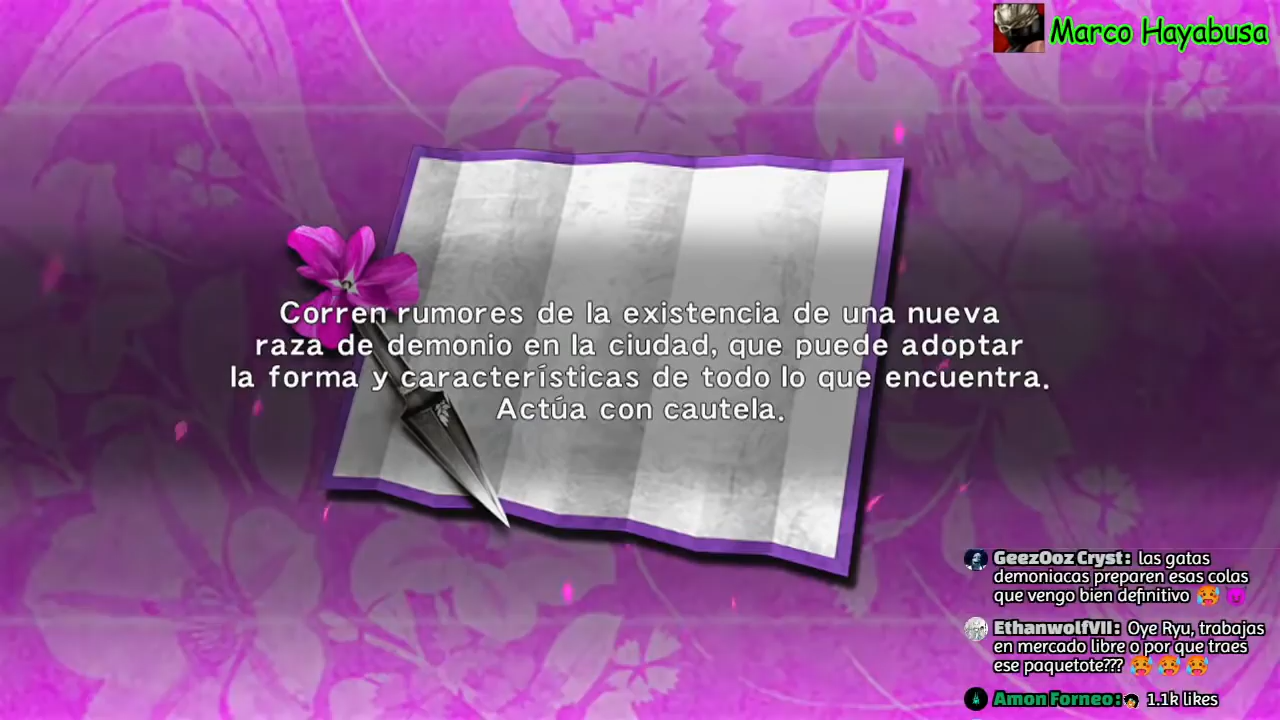 Marco Hayabusa
Corren rumores de la existencia de una nueva
raza de demonio en la ciudad, que puede adoptar
la forma y características de todo lo que encuentra.
Actúa con cautela.
GeezOoz Cryst: las gatas
demoniacas preparen esas colas
que vengo bien definitivo 🥵 😈
EthanwolfVII: Oye Ryu, trabajas
en mercado libre o por que traes
ese paquetote??? 🥵 🥵 🥵
Amon Forneo: 1.1k likes